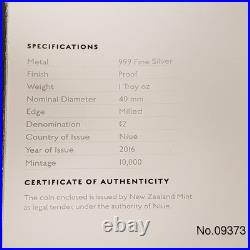 SPECIFICATIONS
Metal 999 Fine Silver
Finish Proof
Weight 1 Troy oz
Nominal Diameter 40 mm
Edge Milled
Denomination $2
Country of Issue Niue
Year of Issue 2016
Mintage 10,000
CERTIFICATE OF AUTHENTICITY
The coin enclosed is issued by New Zealand Mint
as legal tender, under the authority of Niue.
No.09373